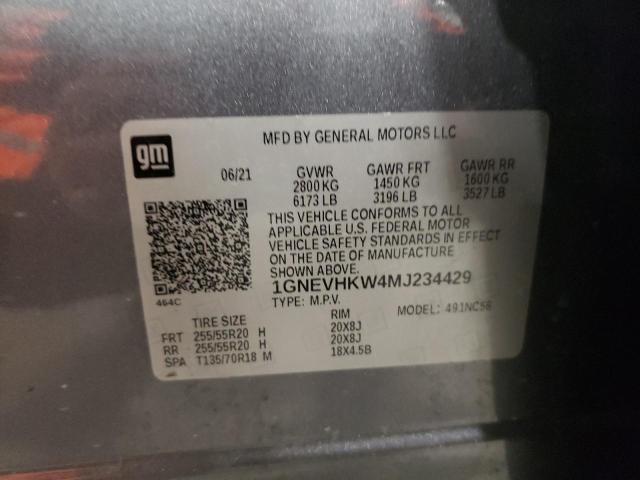 gm
MFD BY GENERAL MOTORS LLC
06/21 GVWR GAWR FRT GAWR RR
2800 KG 1450 KG 1600 KG
6173 LB 3196 LB 3527 LB
THIS VEHICLE CONFORMS TO ALL
APPLICABLE U.S. FEDERAL MOTOR
VEHICLE SAFETY STANDARDS IN EFFECT
ON THE DATE OF MANUFACTURE
SHOWN ABOVE.
464C
1GNEVHKW4MJ234429
TYPE: M.P.V. MODEL: 491NC56
TIRE SIZE RIM
FRT 255/55R20 H 20X8J
RR 255/55R20 H 20X8J
SPA T135/70R18 M 18X4.5B